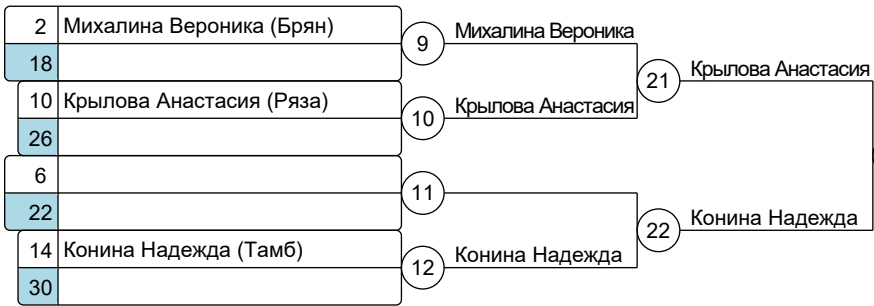 2 Михалина Вероника (Брян)
18
9 Михалина Вероника
10 Крылова Анастасия (Ряза)
26
10 Крылова Анастасия
21 Крылова Анастасия
6
22
11
14 Конина Надежда (Тамб)
30
12 Конина Надежда
22 Конина Надежда